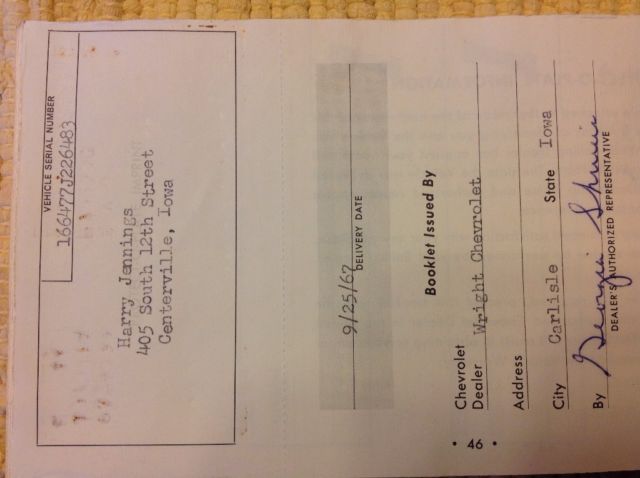 VEHICLE SERIAL NUMBER
166477J226483
Harry Jennings
405 South 12th Street
Centerville, Iowa
9/25/67
DELIVERY DATE
Booklet Issued By
Chevrolet
Dealer Wright Chevrolet
Address
City Carlisle State Iowa
By Georgia
DEALER'S AUTHORIZED REPRESENTATIVE
• 46 •